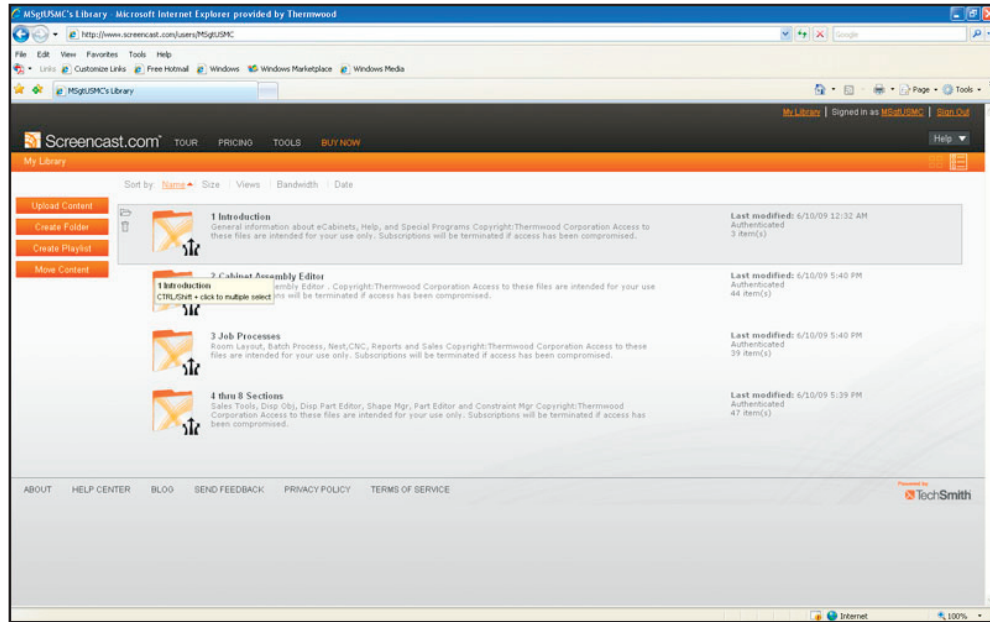 MSgtUSMC's Library - Microsoft Internet Explorer provided by Thermwood
http://www.screencast.com/users/MSgtUSMC
Google
File Edit View Favorites Tools Help
Links Customize Links Free Hotmail Windows Windows Marketplace Windows Media
MSgtUSMC's Library
Page Tools
My Library | Signed in as MSgtUSMC | Sign Out
Screencast.com TOUR PRICING TOOLS BUY NOW
Help
My Library
Sort by: Name Size Views Bandwidth Date
Upload Content
Create Folder
Create Playlist
Move Content
1 Introduction
General information about eCabinets, Help, and Special Programs Copyright:Thermwood Corporation Access to
these files are intended for your use only. Subscriptions will be terminated if access has been compromised.
Last modified: 6/10/09 12:32 AM
Authenticated
3 item(s)
2 Cabinet Assembly Editor
embly Editor . Copyright:Thermwood Corporation Access to these files are intended for your use
ns will be terminated if access has been compromised.
Last modified: 6/10/09 5:40 PM
Authenticated
44 item(s)
1 Introduction
CTRL/Shift + click to multiple select
3 Job Processes
Room Layout, Batch Process, Nest,CNC, Reports and Sales Copyright:Thermwood Corporation Access to these
files are intended for your use only. Subscriptions will be terminated if access has been compromised.
Last modified: 6/10/09 5:40 PM
Authenticated
39 item(s)
4 thru 8 Sections
Sales Tools, Disp Obj, Disp Part Editor, Shape Mgr, Part Editor and Constraint Mgr Copyright:Thermwood
Corporation Access to these files are intended for your use only. Subscriptions will be terminated if access has
been compromised.
Last modified: 6/10/09 5:39 PM
Authenticated
47 item(s)
ABOUT HELP CENTER BLOG SEND FEEDBACK PRIVACY POLICY TERMS OF SERVICE
Powered by
TechSmith
Internet
100%